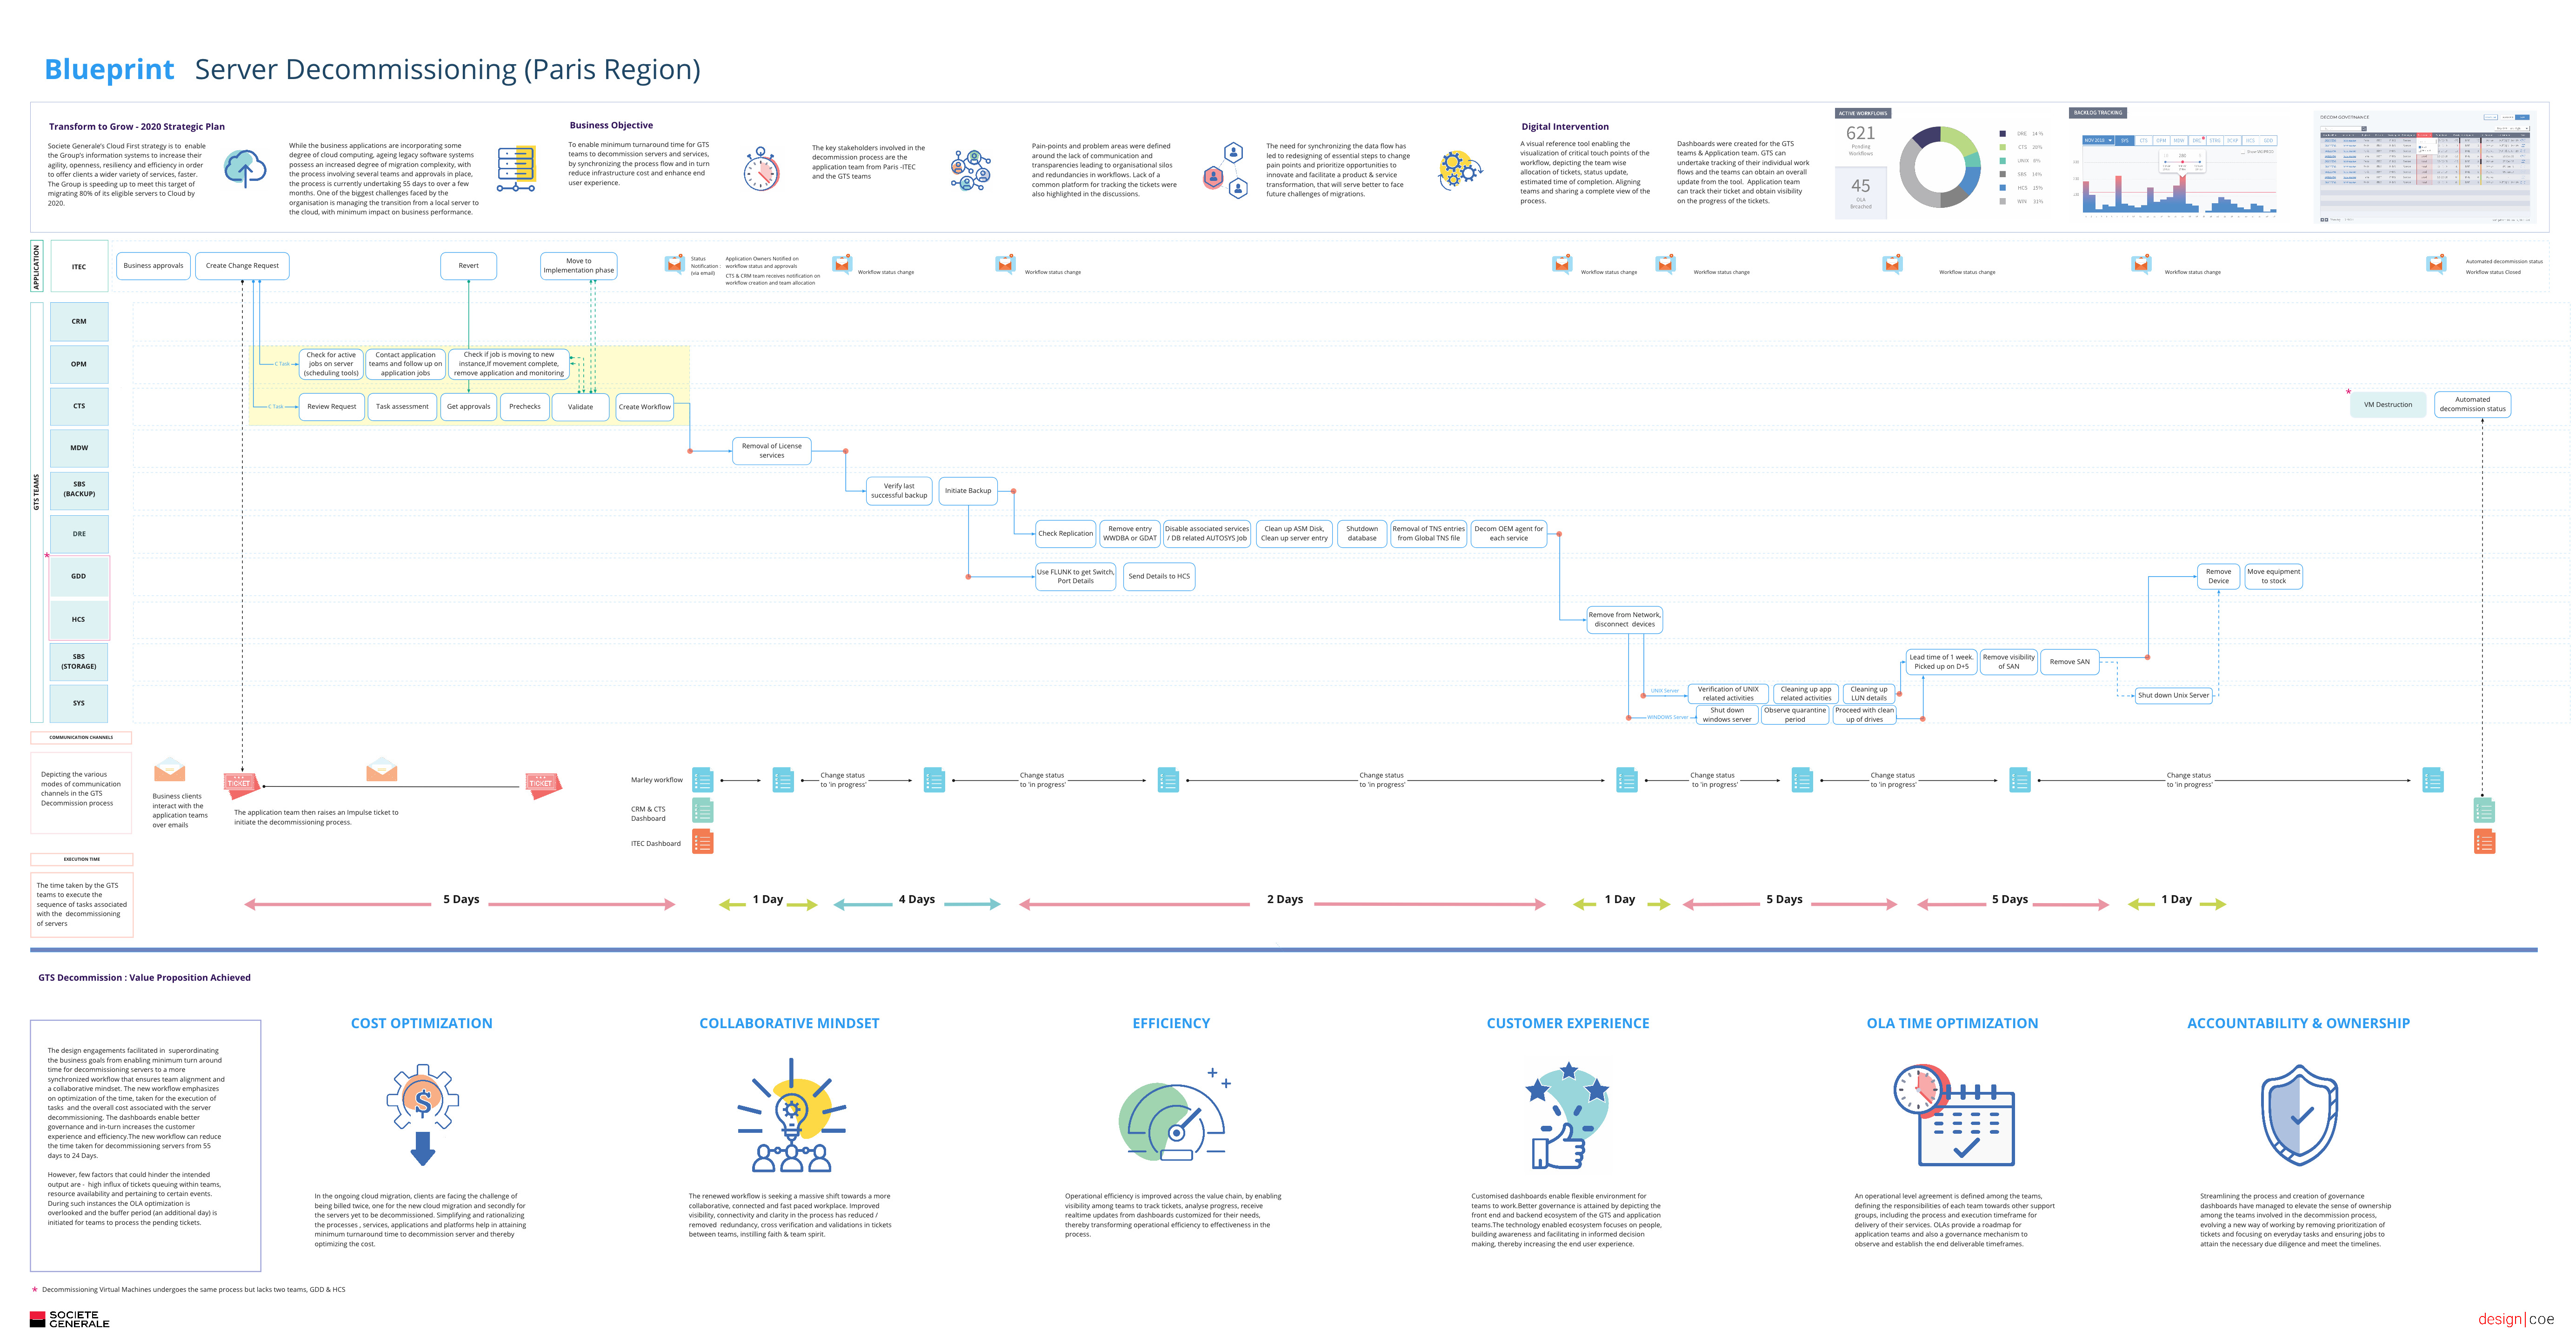 Blueprint Server Decommissioning (Paris Region)
Transform to Grow - 2020 Strategic Plan
Societe Generale's Cloud First strategy is to enable
the Group's information systems to increase their
agility, openness, resiliency and efficiency in order
to offer clients a wider variety of services, faster.
The Group is speeding up to meet this target of
migrating 80% of its eligible servers to Cloud by
2020.
While the business applications are incorporating some
degree of cloud computing, ageing legacy software systems
possess an increased degree of migration complexity, with
the process involving several teams and approvals in place,
the process is currently undertaking 55 days to over a few
months. One of the biggest challenges faced by the
organisation is managing the transition from a local server to
the cloud, with minimum impact on business performance.
Business Objective
To enable minimum turnaround time for GTS
teams to decommission servers and services,
by synchronizing the process flow and in turn
reduce infrastructure cost and enhance end
user experience.
The key stakeholders involved in the
decommission process are the
application team from Paris -ITEC
and the GTS teams
Pain-points and problem areas were defined
around the lack of communication and
transparencies leading to organisational silos
and redundancies in workflows. Lack of a
common platform for tracking the tickets were
also highlighted in the discussions.
The need for synchronizing the data flow has
led to redesigning of essential steps to change
pain points and prioritize opportunities to
innovate and facilitate a product & service
transformation, that will serve better to face
future challenges of migrations.
Digital Intervention
A visual reference tool enabling the
visualization of critical touch points of the
workflow, depicting the team wise
allocation of tickets, status update,
estimated time of completion. Aligning
teams and sharing a complete view of the
process.
Dashboards were created for the GTS
teams & Application team. GTS can
undertake tracking of their individual work
flows and the teams can obtain an overall
update from the tool. Application team
can track their ticket and obtain visibility
on the progress of the tickets.
ACTIVE WORKFLOWS
621
Pending
Workflows
45
OLA
Breached
DRE 14 %
CTS 20%
UNIX 6%
SBS 14%
HCS 15%
WIN 31%
BACKLOG TRACKING
NOV 2018
SYS
CTS
OPM
MDW
DRE
STRG
BCKP
HCS
GDD
DECOM GOVERNANCE
APPLICATION
ITEC
Business approvals
Create Change Request
Revert
Move to
Implementation phase
Status
Notification :
(via email)
Application Owners Notified on
workflow status and approvals
CTS & CRM team receives notification on
workflow creation and team allocation
Workflow status change
Workflow status change
Workflow status change
Workflow status change
Workflow status change
Workflow status change
Automated decommission status
Workflow status Closed
GTS TEAMS
CRM
OPM
C Task
Check for active
jobs on server
(scheduling tools)
Contact application
teams and follow up on
application jobs
Check if job is moving to new
instance,If movement complete,
remove application and monitoring
CTS
C Task
Review Request
Task assessment
Get approvals
Prechecks
Validate
Create Workflow
*
VM Destruction
Automated
decommission status
MDW
Removal of License
services
SBS
(BACKUP)
Verify last
successful backup
Initiate Backup
DRE
Check Replication
Remove entry
WWDBA or GDAT
Disable associated services
/ DB related AUTOSYS Job
Clean up ASM Disk,
Clean up server entry
Shutdown
database
Removal of TNS entries
from Global TNS file
Decom OEM agent for
each service
*
GDD
Use FLUNK to get Switch,
Port Details
Send Details to HCS
Remove
Device
Move equipment
to stock
HCS
Remove from Network,
disconnect devices
SBS
(STORAGE)
Lead time of 1 week.
Picked up on D+5
Remove visibility
of SAN
Remove SAN
SYS
UNIX Server
Verification of UNIX
related activities
Cleaning up app
related activities
Cleaning up
LUN details
Shut down Unix Server
WINDOWS Server
Shut down
windows server
Observe quarantine
period
Proceed with clean
up of drives
COMMUNICATION CHANNELS
Depicting the various
modes of communication
channels in the GTS
Decommission process
Business clients
interact with the
application teams
over emails
TICKET
The application team then raises an Impulse ticket to
initiate the decommissioning process.
TICKET
Marley workflow
CRM & CTS
Dashboard
ITEC Dashboard
Change status
to 'in progress'
Change status
to 'in progress'
Change status
to 'in progress'
Change status
to 'in progress'
Change status
to 'in progress'
Change status
to 'in progress'
EXECUTION TIME
The time taken by the GTS
teams to execute the
sequence of tasks associated
with the decommissioning
of servers
5 Days
1 Day
4 Days
2 Days
1 Day
5 Days
5 Days
1 Day
GTS Decommission : Value Proposition Achieved
The design engagements facilitated in superordinating
the business goals from enabling minimum turn around
time for decommissioning servers to a more
synchronized workflow that ensures team alignment and
a collaborative mindset. The new workflow emphasizes
on optimization of the time, taken for the execution of
tasks and the overall cost associated with the server
decommissioning. The dashboards enable better
governance and in-turn increases the customer
experience and efficiency.The new workflow can reduce
the time taken for decommissioning servers from 55
days to 24 Days.
However, few factors that could hinder the intended
output are - high influx of tickets queuing within teams,
resource availability and pertaining to certain events.
During such instances the OLA optimization is
overlooked and the buffer period (an additional day) is
initiated for teams to process the pending tickets.
COST OPTIMIZATION
In the ongoing cloud migration, clients are facing the challenge of
being billed twice, one for the new cloud migration and secondly for
the servers yet to be decommissioned. Simplifying and rationalizing
the processes , services, applications and platforms help in attaining
minimum turnaround time to decommission server and thereby
optimizing the cost.
COLLABORATIVE MINDSET
The renewed workflow is seeking a massive shift towards a more
collaborative, connected and fast paced workplace. Improved
visibility, connectivity and clarity in the process has reduced /
removed redundancy, cross verification and validations in tickets
between teams, instilling faith & team spirit.
EFFICIENCY
Operational efficiency is improved across the value chain, by enabling
visibility among teams to track tickets, analyse progress, receive
realtime updates from dashboards customized for their needs,
thereby transforming operational efficiency to effectiveness in the
process.
CUSTOMER EXPERIENCE
Customised dashboards enable flexible environment for
teams to work.Better governance is attained by depicting the
front end and backend ecosystem of the GTS and application
teams.The technology enabled ecosystem focuses on people,
building awareness and facilitating in informed decision
making, thereby increasing the end user experience.
OLA TIME OPTIMIZATION
An operational level agreement is defined among the teams,
defining the responsibilities of each team towards other support
groups, including the process and execution timeframe for
delivery of their services. OLAs provide a roadmap for
application teams and also a governance mechanism to
observe and establish the end deliverable timeframes.
ACCOUNTABILITY & OWNERSHIP
Streamlining the process and creation of governance
dashboards have managed to elevate the sense of ownership
among the teams involved in the decommission process,
evolving a new way of working by removing prioritization of
tickets and focusing on everyday tasks and ensuring jobs to
attain the necessary due diligence and meet the timelines.
* Decommissioning Virtual Machines undergoes the same process but lacks two teams, GDD & HCS
SOCIETE
GENERALE
design|coe